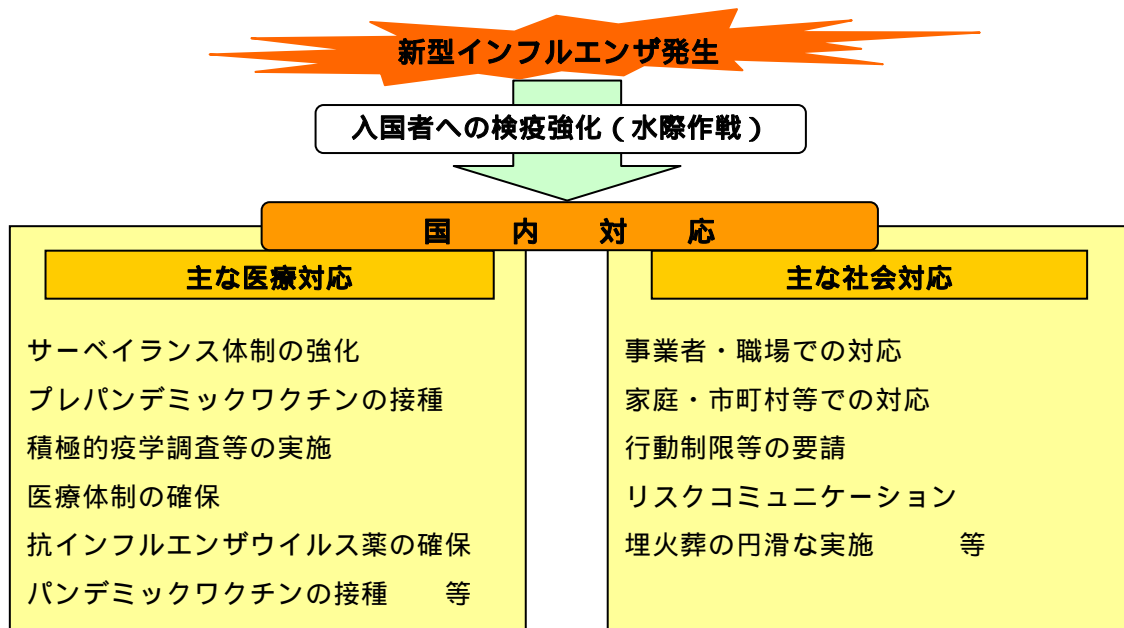 新型インフルエンザ発生
入国者への検疫強化（水際作戦）
国　内　対　応
主な医療対応
サーベイランス体制の強化
プレパンデミックワクチンの接種
積極的疫学調査等の実施
医療体制の確保
抗インフルエンザウイルス薬の確保
パンデミックワクチンの接種　　等
主な社会対応
事業者・職場での対応
家庭・市町村等での対応
行動制限等の要請
リスクコミュニケーション
埋火葬の円滑な実施　　　等